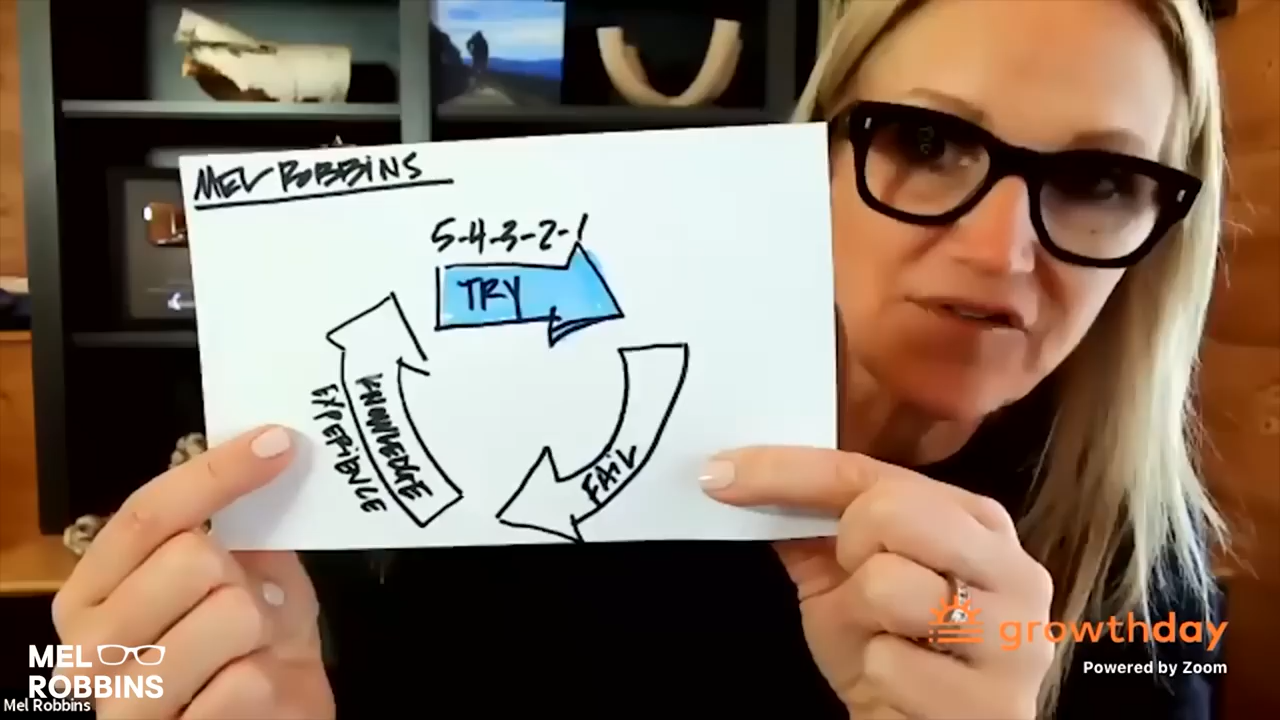 MEL ROBBINS
5-4-3-2-1
TRY
FAIL
KNOWLEDGE
EXPERIENCE
MEL
ROBBINS
Mel Robbins
growthday
Powered by Zoom